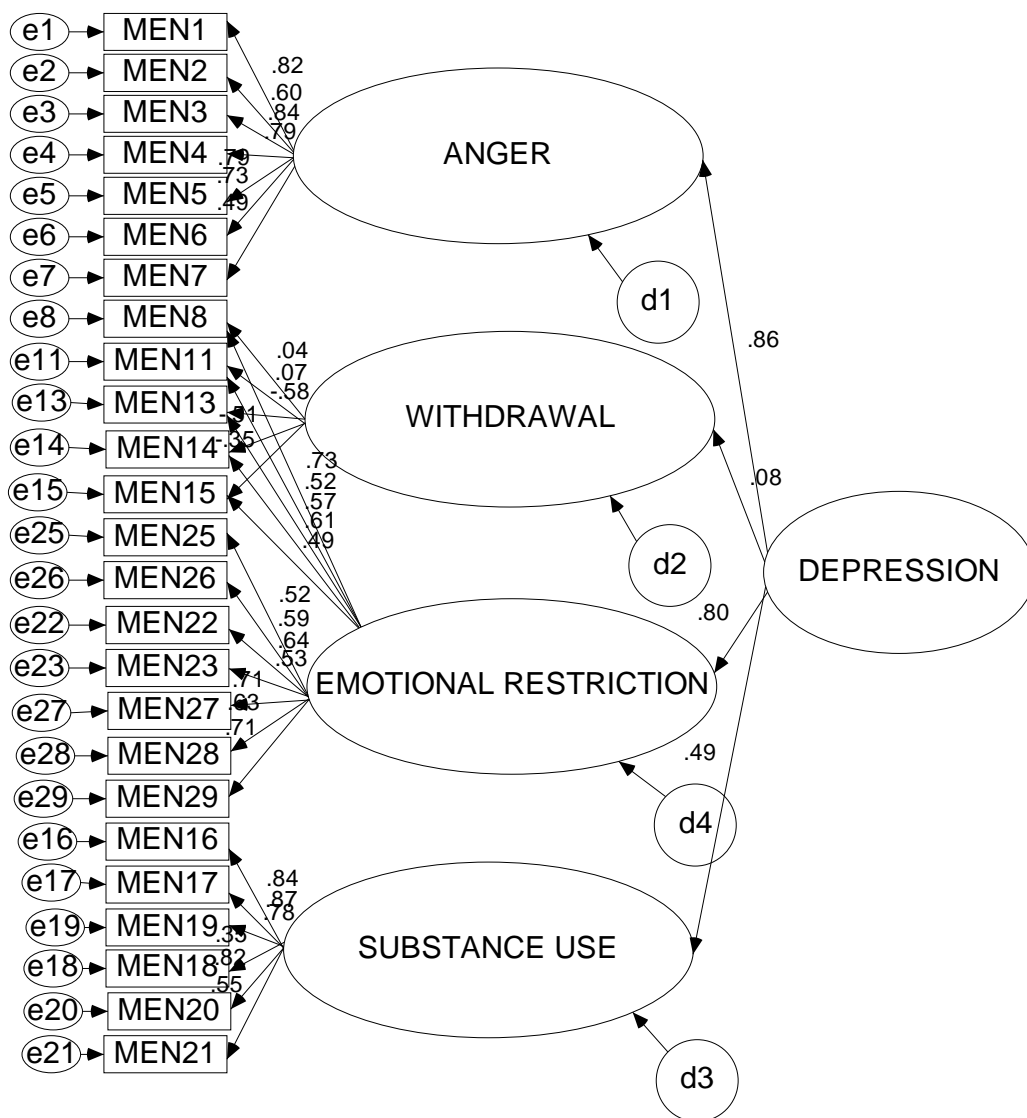 e1 MEN1
.82
e2 MEN2
.60
e3 MEN3
.84
.79
e4 MEN4
.79
ANGER
e5 MEN5
.73
.49
e6 MEN6
e7 MEN7
d1
e8 MEN8
.86
e11 MEN11
.04
.07
e13 MEN13
-.58
-.51
WITHDRAWAL
e14 MEN14
-.35
.73
.08
e15 MEN15
.52
.57
.61
e25 MEN25
.49
d2
DEPRESSION
e26 MEN26
.52
.80
e22 MEN22
.59
.64
e23 MEN23
.53
.71
EMOTIONAL RESTRICTION
e27 MEN27
.63
.71
e28 MEN28
.49
e29 MEN29
d4
e16 MEN16
e17 MEN17
.84
.87
e19 MEN19
.78
.35
SUBSTANCE USE
e18 MEN18
.82
.55
e20 MEN20
e21 MEN21
d3